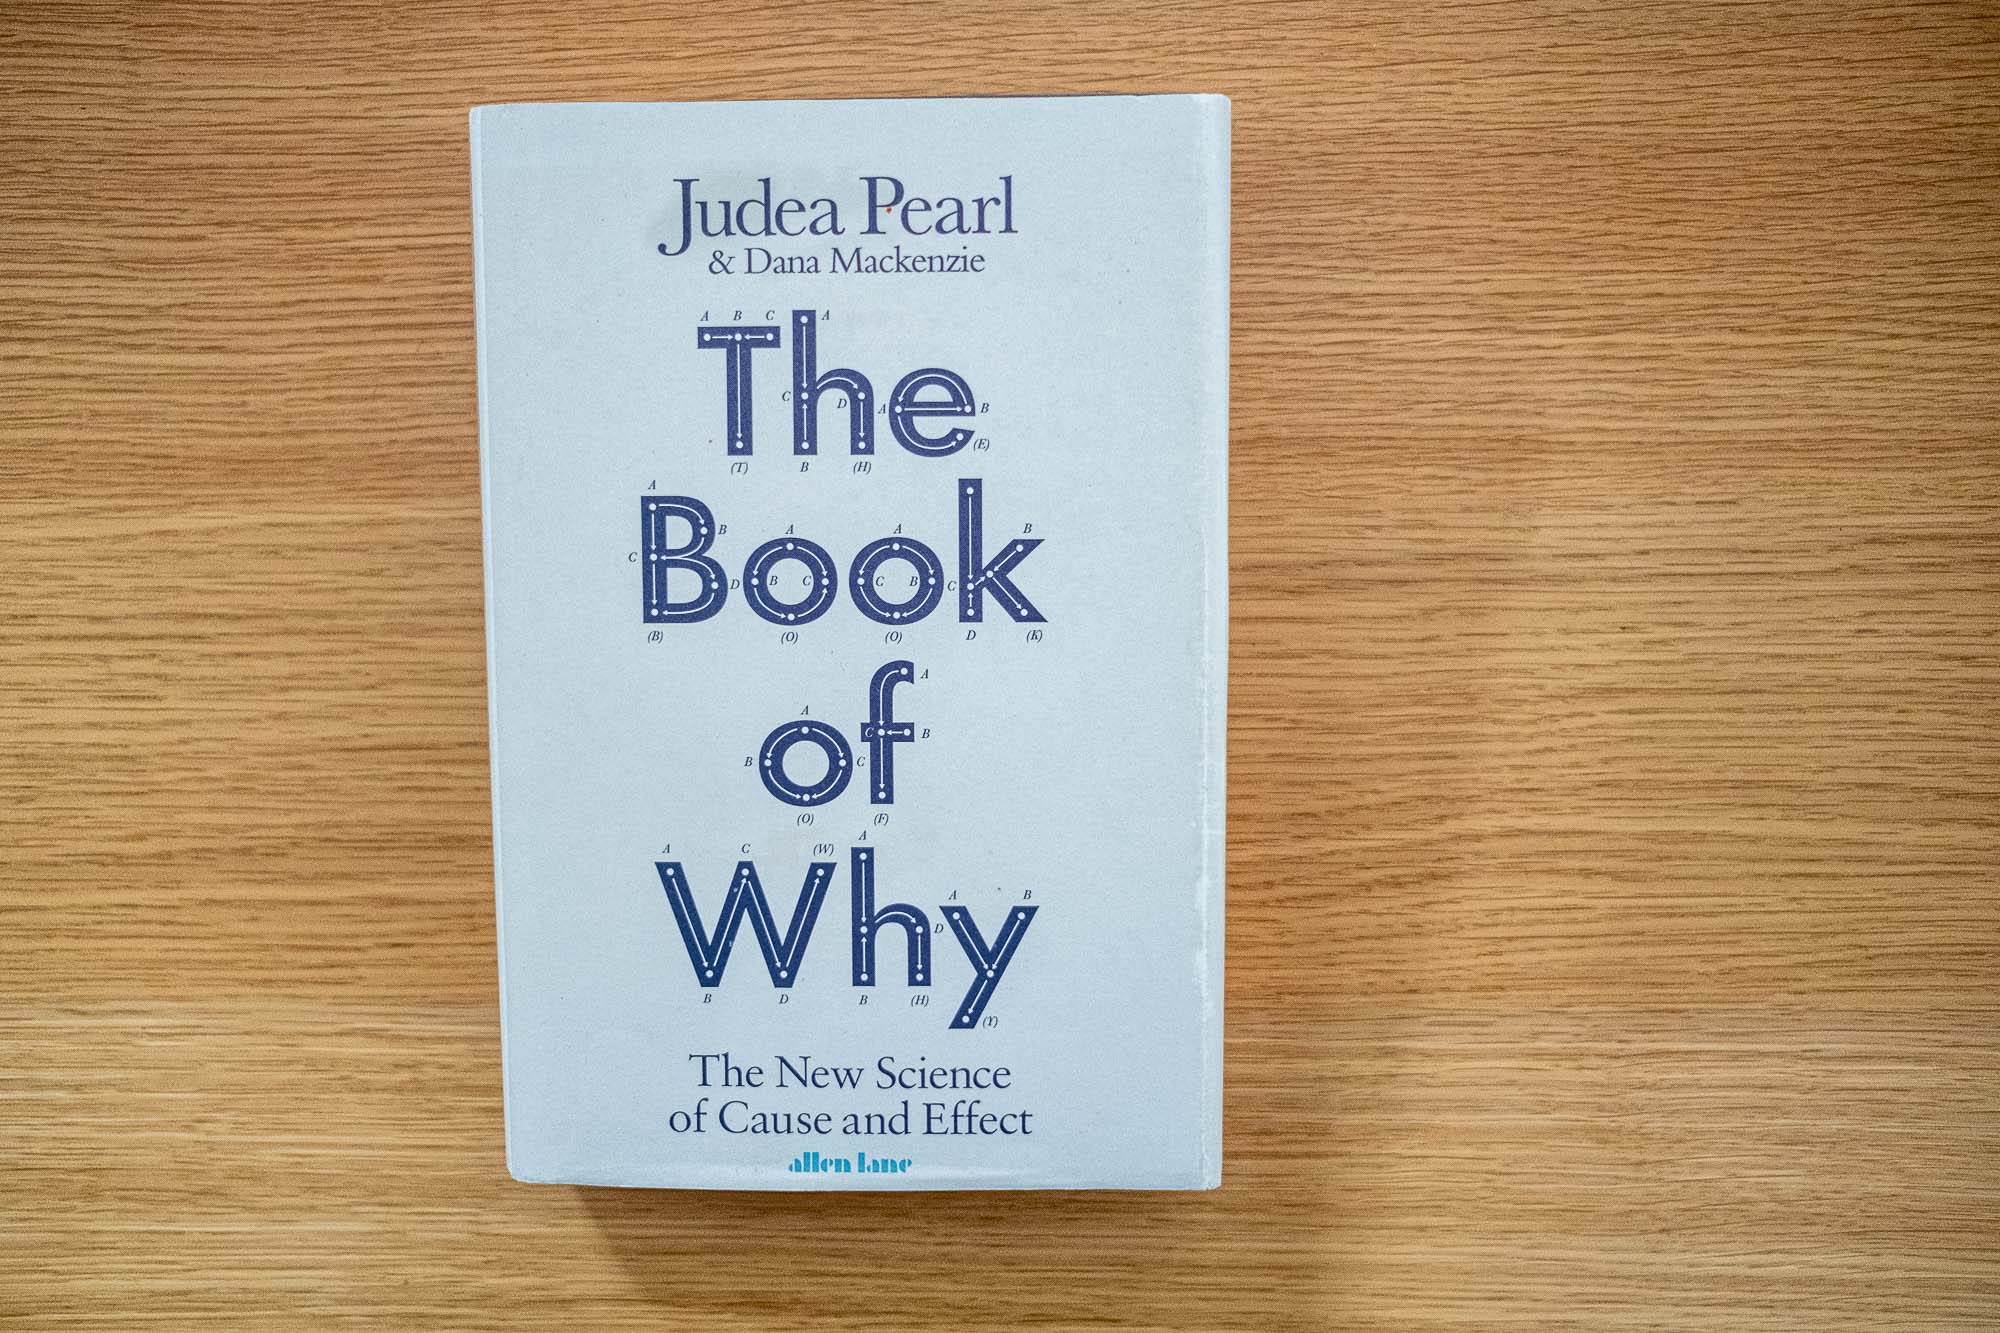 Judea Pearl
& Dana Mackenzie
A B C A
The
C D A B (E)
(T) B (H)
A
B B A A
Book
C D B C C B C
(B) (O) (O) D (K)
A
A
of
B C C B
(O) (F)
A
A C (W)
Why
A B
D
B D B (H)
(Y)
The New Science
of Cause and Effect
allen lane